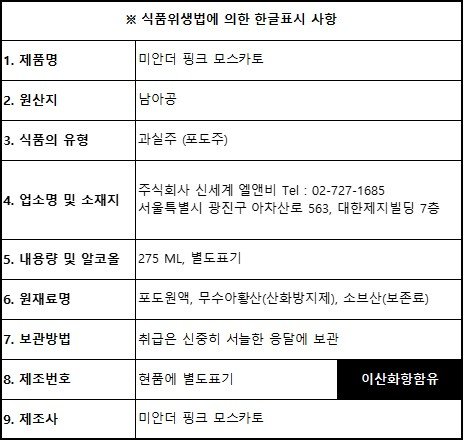 ※ 식품위생법에 의한 한글표시 사항
1. 제품명 미안더 핑크 모스카토
2. 원산지 남아공
3. 식품의 유형 과실주 (포도주)
4. 업소명 및 소재지 주식회사 신세계 엘앤비 Tel : 02-727-1685
서울특별시 광진구 아차산로 563, 대한제지빌딩 7층
5. 내용량 및 알코올 275 ML, 별도표기
6. 원재료명 포도원액, 무수아황산(산화방지제), 소브산(보존료)
7. 보관방법 취급은 신중히 서늘한 응달에 보관
8. 제조번호 현품에 별도표기 이산화항함유
9. 제조사 미안더 핑크 모스카토